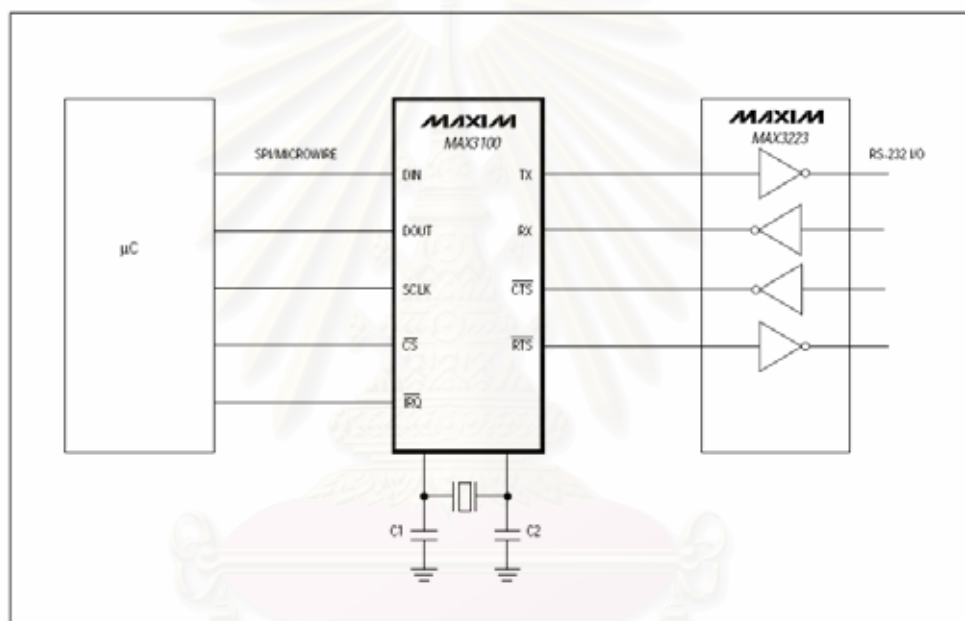 MAXIM
MAX3100
MAXIM
MAX3223
SPI/MICROWIRE
RS-232 I/O
DIN
TX
DOUT
RX
µC
SCLK
CTS
CS
RTS
IRQ
C1
C2